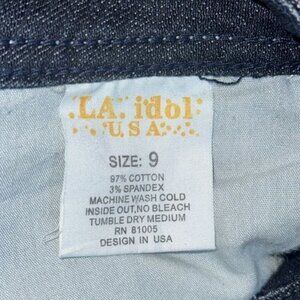 L.A. idol
USA
SIZE: 9
97% COTTON
3% SPANDEX
MACHINE WASH COLD
INSIDE OUT, NO BLEACH
TUMBLE DRY MEDIUM
RN 81005
DESIGN IN USA